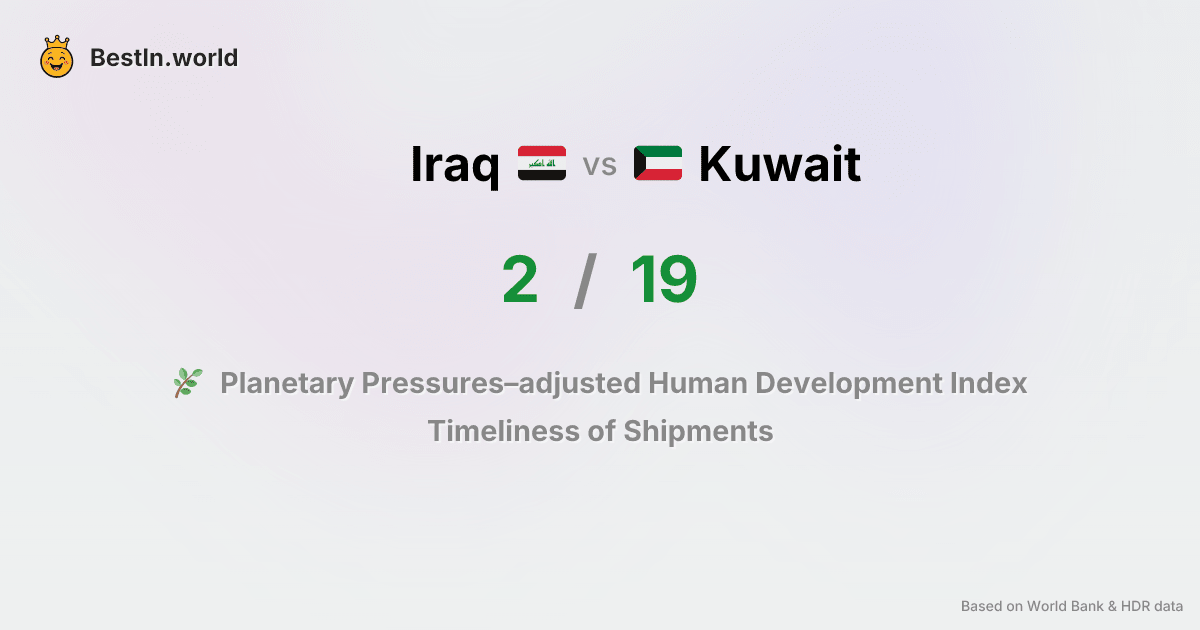 BestIn.world
Iraq vs Kuwait
2 / 19
Planetary Pressures–adjusted Human Development Index
Timeliness of Shipments
Based on World Bank & HDR data